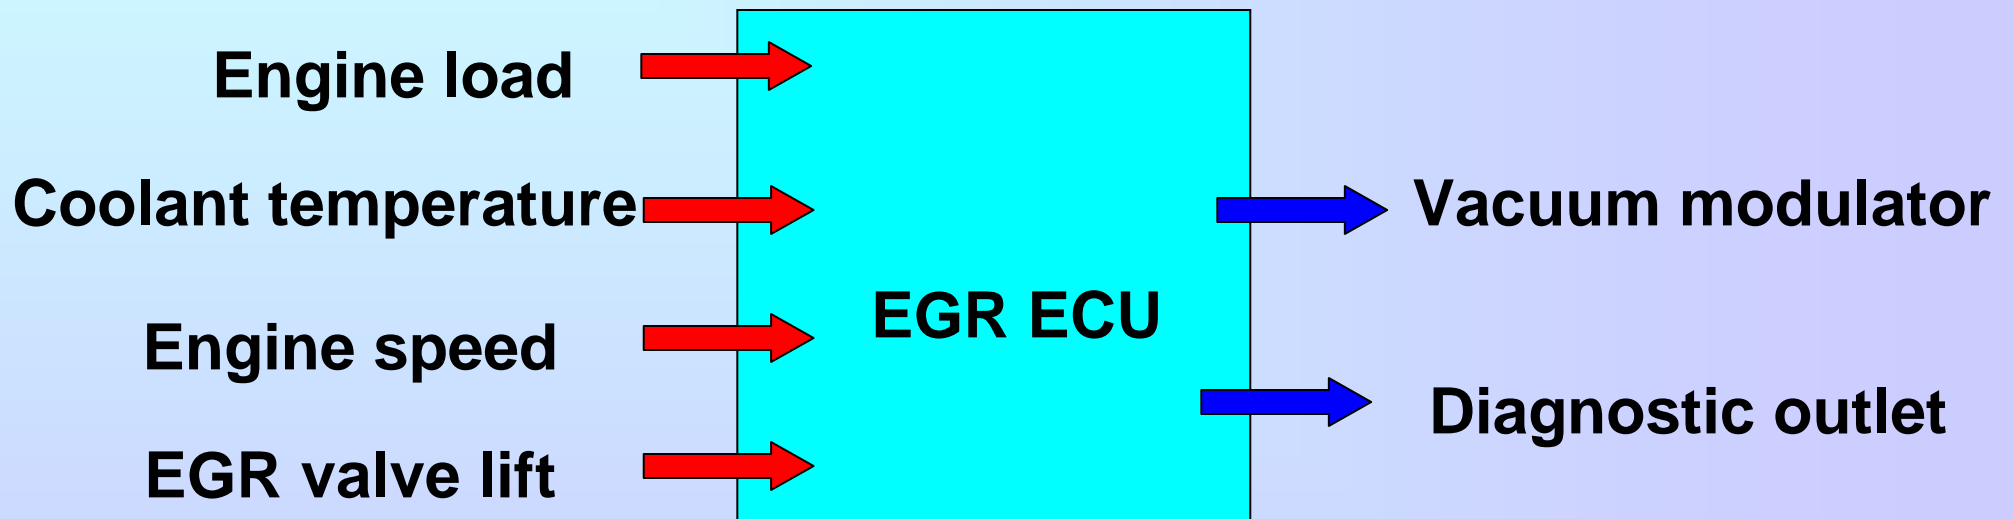 Engine load
Coolant temperature
Engine speed
EGR valve lift
EGR ECU
Vacuum modulator
Diagnostic outlet